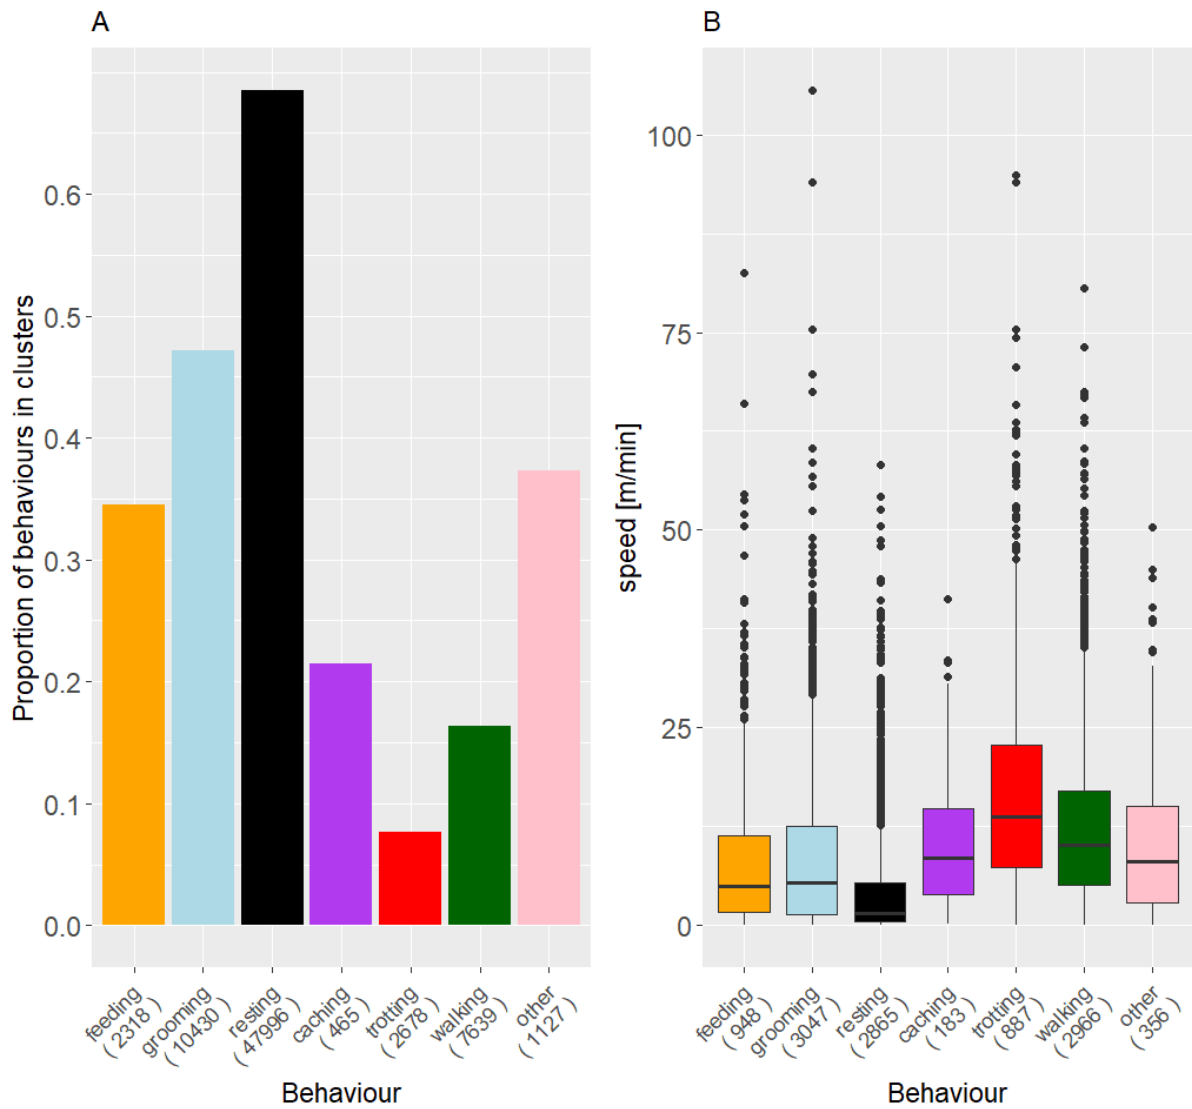 A
Proportion of behaviours in clusters
0.6
0.5
0.4
0.3
0.2
0.1
0.0
feeding
( 2318 )
grooming
( 10430 )
resting
( 47996 )
caching
( 465 )
trotting
( 2678 )
walking
( 7639 )
other
( 1127 )
Behaviour
B
speed [m/min]
100
75
50
25
0
feeding
( 948 )
grooming
( 3047 )
resting
( 2865 )
caching
( 183 )
trotting
( 887 )
walking
( 2966 )
other
( 356 )
Behaviour